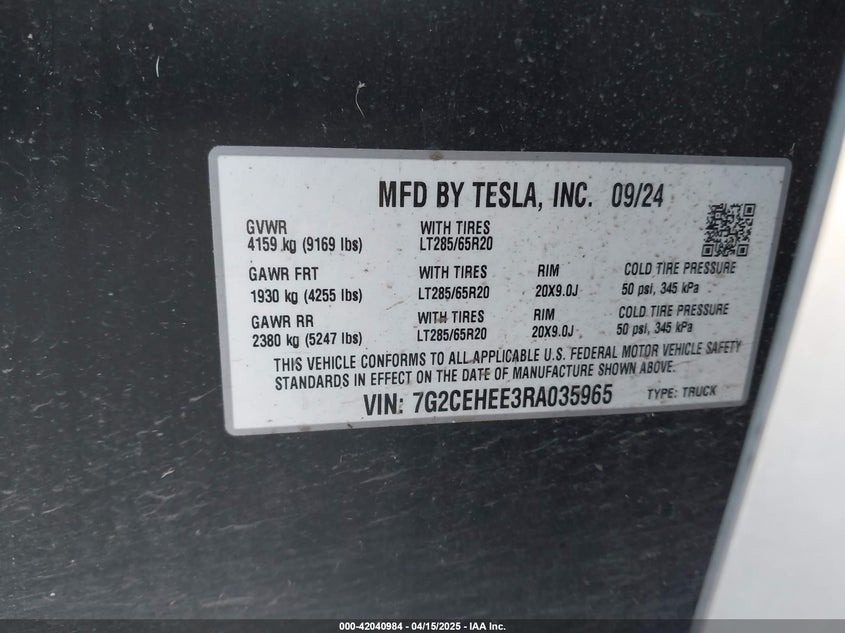 MFD BY TESLA, INC. 09/24
GVWR WITH TIRES
4159 kg (9169 lbs) LT285/65R20
GAWR FRT WITH TIRES RIM COLD TIRE PRESSURE
1930 kg (4255 lbs) LT285/65R20 20X9.0J 50 psi, 345 kPa
GAWR RR WITH TIRES RIM COLD TIRE PRESSURE
2380 kg (5247 lbs) LT285/65R20 20X9.0J 50 psi, 345 kPa
THIS VEHICLE CONFORMS TO ALL APPLICABLE U.S. FEDERAL MOTOR VEHICLE SAFETY
STANDARDS IN EFFECT ON THE DATE OF MANUFACTURE SHOWN ABOVE.
VIN: 7G2CEHEE3RA035965 TYPE: TRUCK
000-42040984 - 04/15/2025 - IAA Inc.